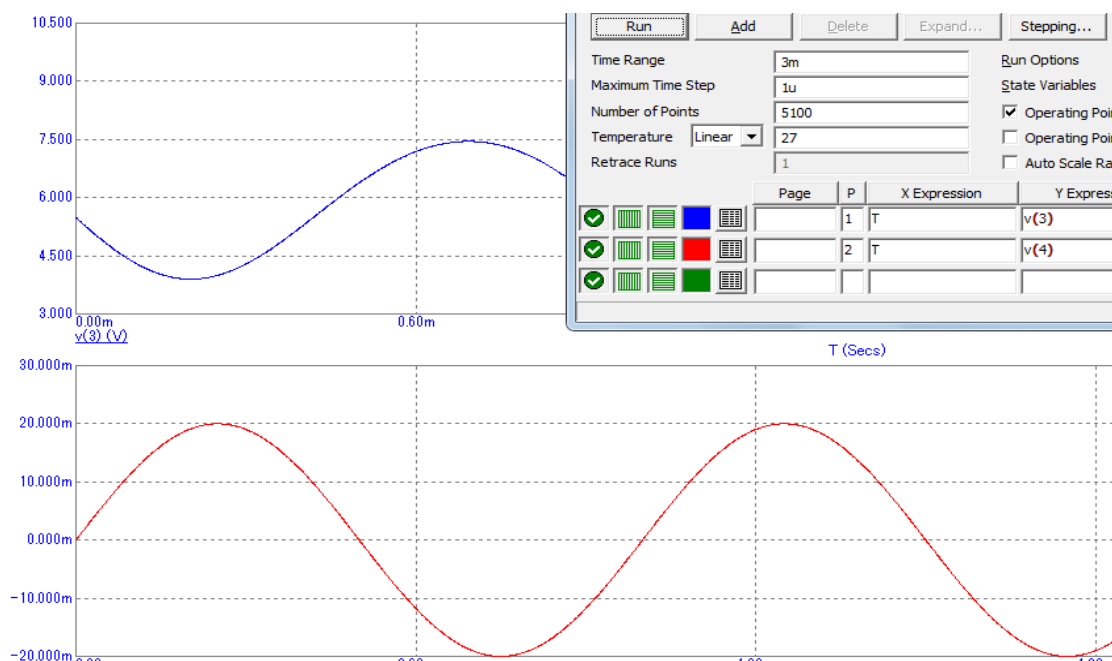 10.500
9.000
7.500
6.000
4.500
3.000
0.00m
0.60m
v(3) (V)
Run Add Delete Expand... Stepping...
Time Range 3m Run Options
Maximum Time Step 1u State Variables
Number of Points 5100 Operating Poi
Temperature Linear 27 Operating Poi
Retrace Runs 1 Auto Scale Ra
Page P X Expression Y Expres
1 T v(3)
2 T v(4)
T (Secs)
30.000m
20.000m
10.000m
0.000m
-10.000m
-20.000m